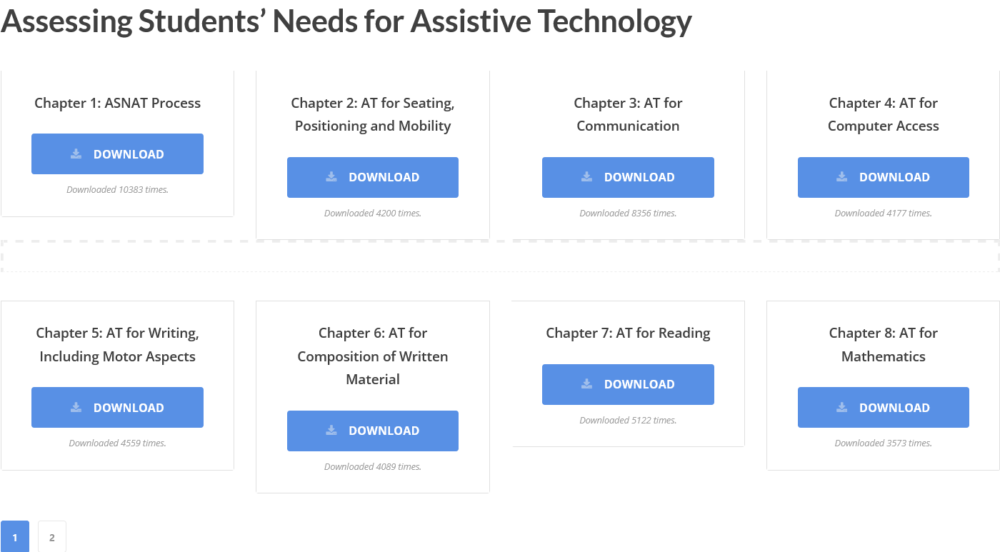 Assessing Students’ Needs for Assistive Technology
Chapter 1: ASNAT Process
DOWNLOAD
Downloaded 10383 times.
Chapter 2: AT for Seating,
Positioning and Mobility
DOWNLOAD
Downloaded 4200 times.
Chapter 3: AT for
Communication
DOWNLOAD
Downloaded 8356 times.
Chapter 4: AT for
Computer Access
DOWNLOAD
Downloaded 4177 times.
Chapter 5: AT for Writing,
Including Motor Aspects
DOWNLOAD
Downloaded 4559 times.
Chapter 6: AT for
Composition of Written
Material
DOWNLOAD
Downloaded 4089 times.
Chapter 7: AT for Reading
DOWNLOAD
Downloaded 5122 times.
Chapter 8: AT for
Mathematics
DOWNLOAD
Downloaded 3573 times.
1
2